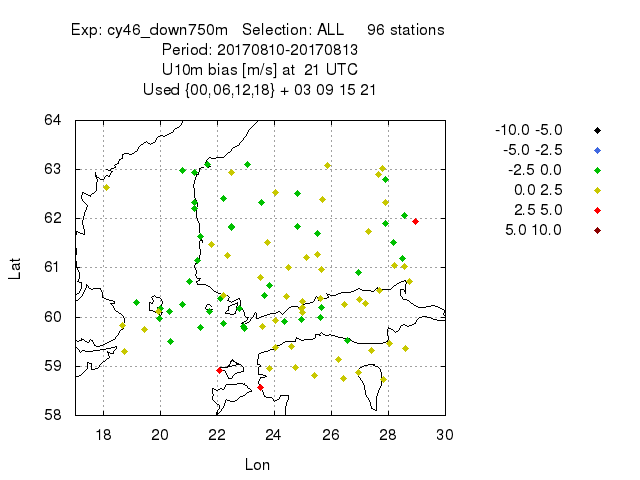 Exp: cy46_down750m   Selection: ALL     96 stations
Period: 20170810-20170813
U10m bias [m/s] at  21 UTC
Used {00,06,12,18} + 03 09 15 21
64
63
62
61
60
59
58
18 20 22 24 26 28 30
Lat
Lon
-10.0 -5.0
-5.0 -2.5
-2.5 0.0
0.0 2.5
2.5 5.0
5.0 10.0